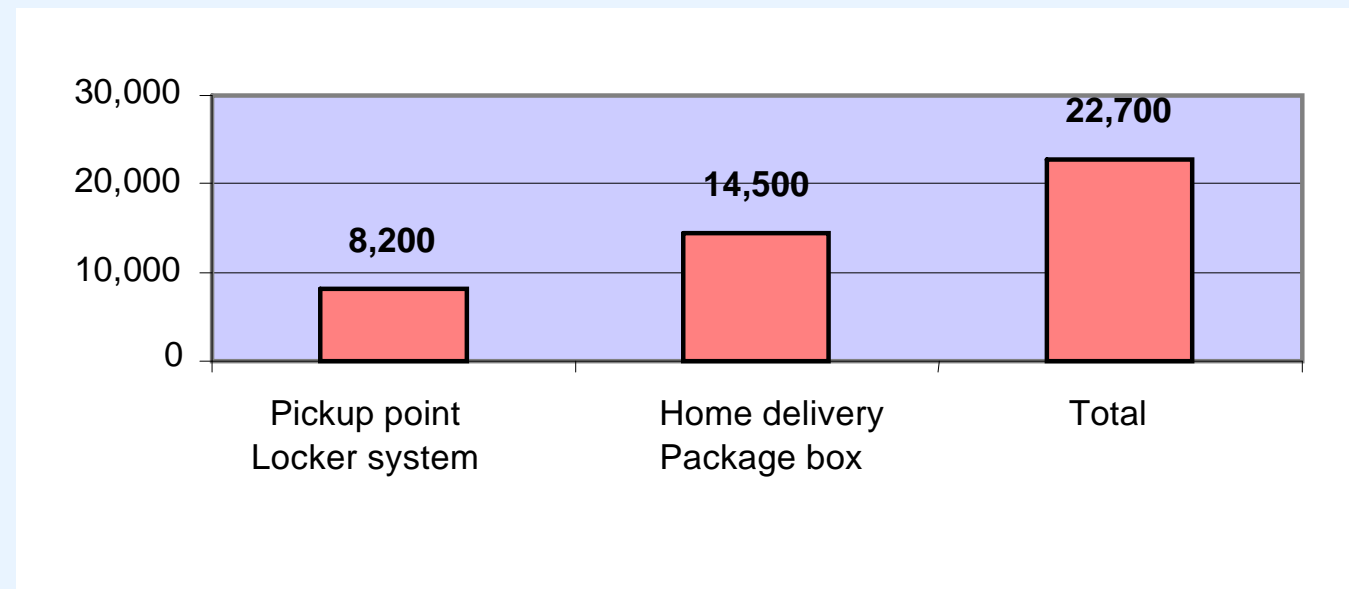 30,000
22,700
20,000
14,500
8,200
10,000
0
Pickup point
Locker system
Home delivery
Package box
Total